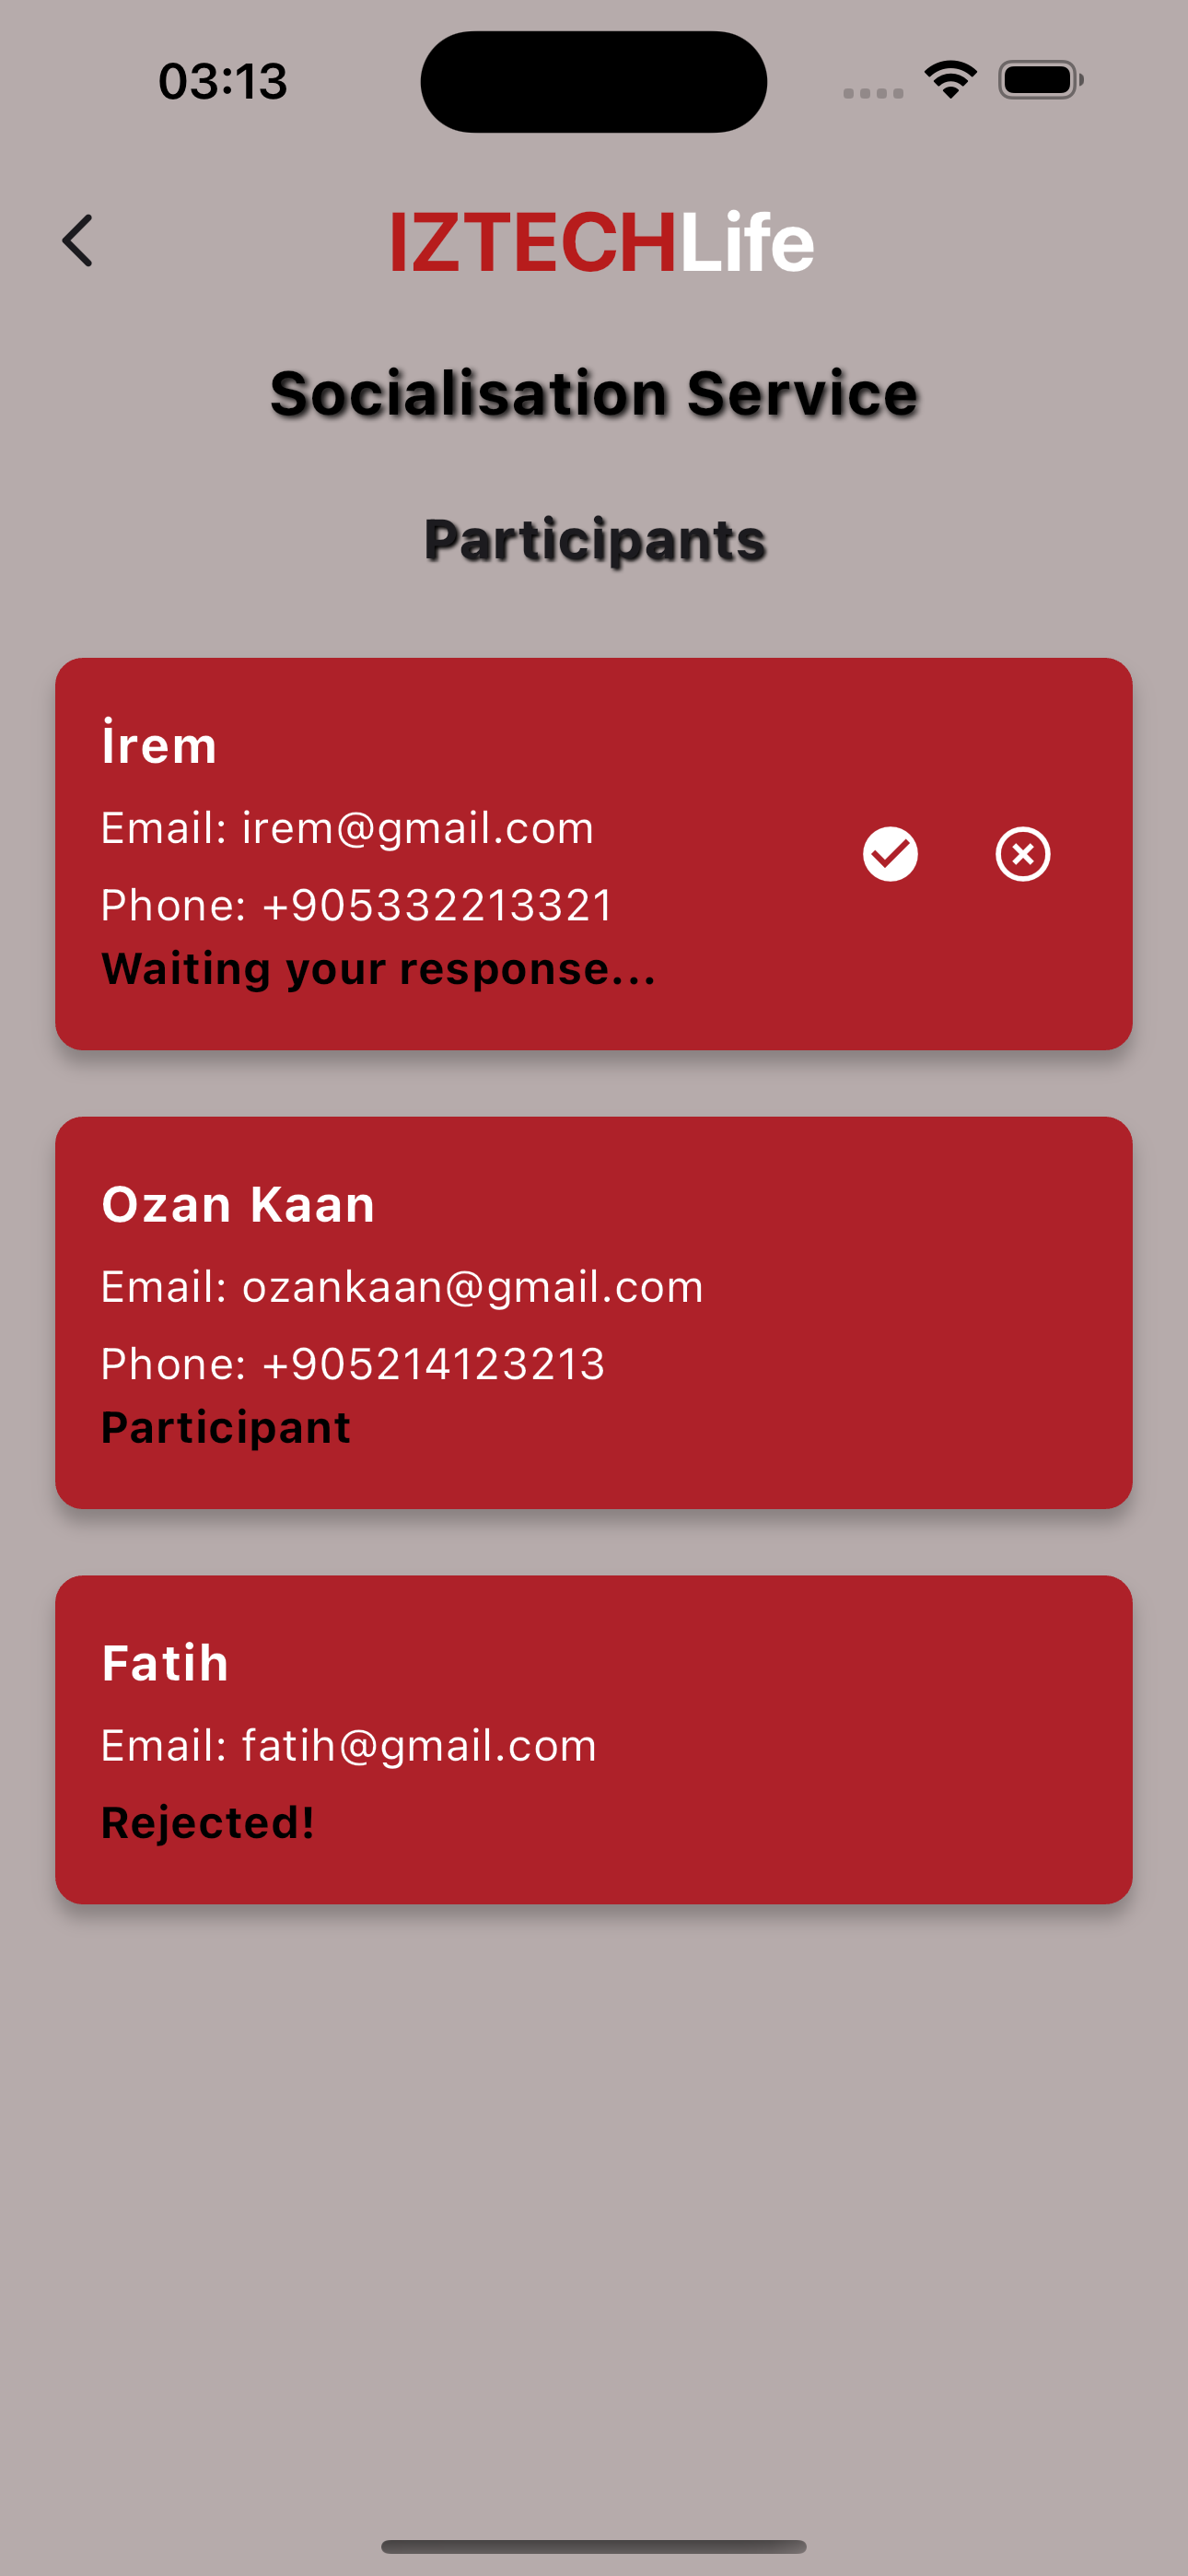 03:13
IZTECHLife
Socialisation Service
Participants
İrem
Email: irem@gmail.com
Phone: +905332213321
Waiting your response...
Ozan Kaan
Email: ozankaan@gmail.com
Phone: +905214123213
Participant
Fatih
Email: fatih@gmail.com
Rejected!